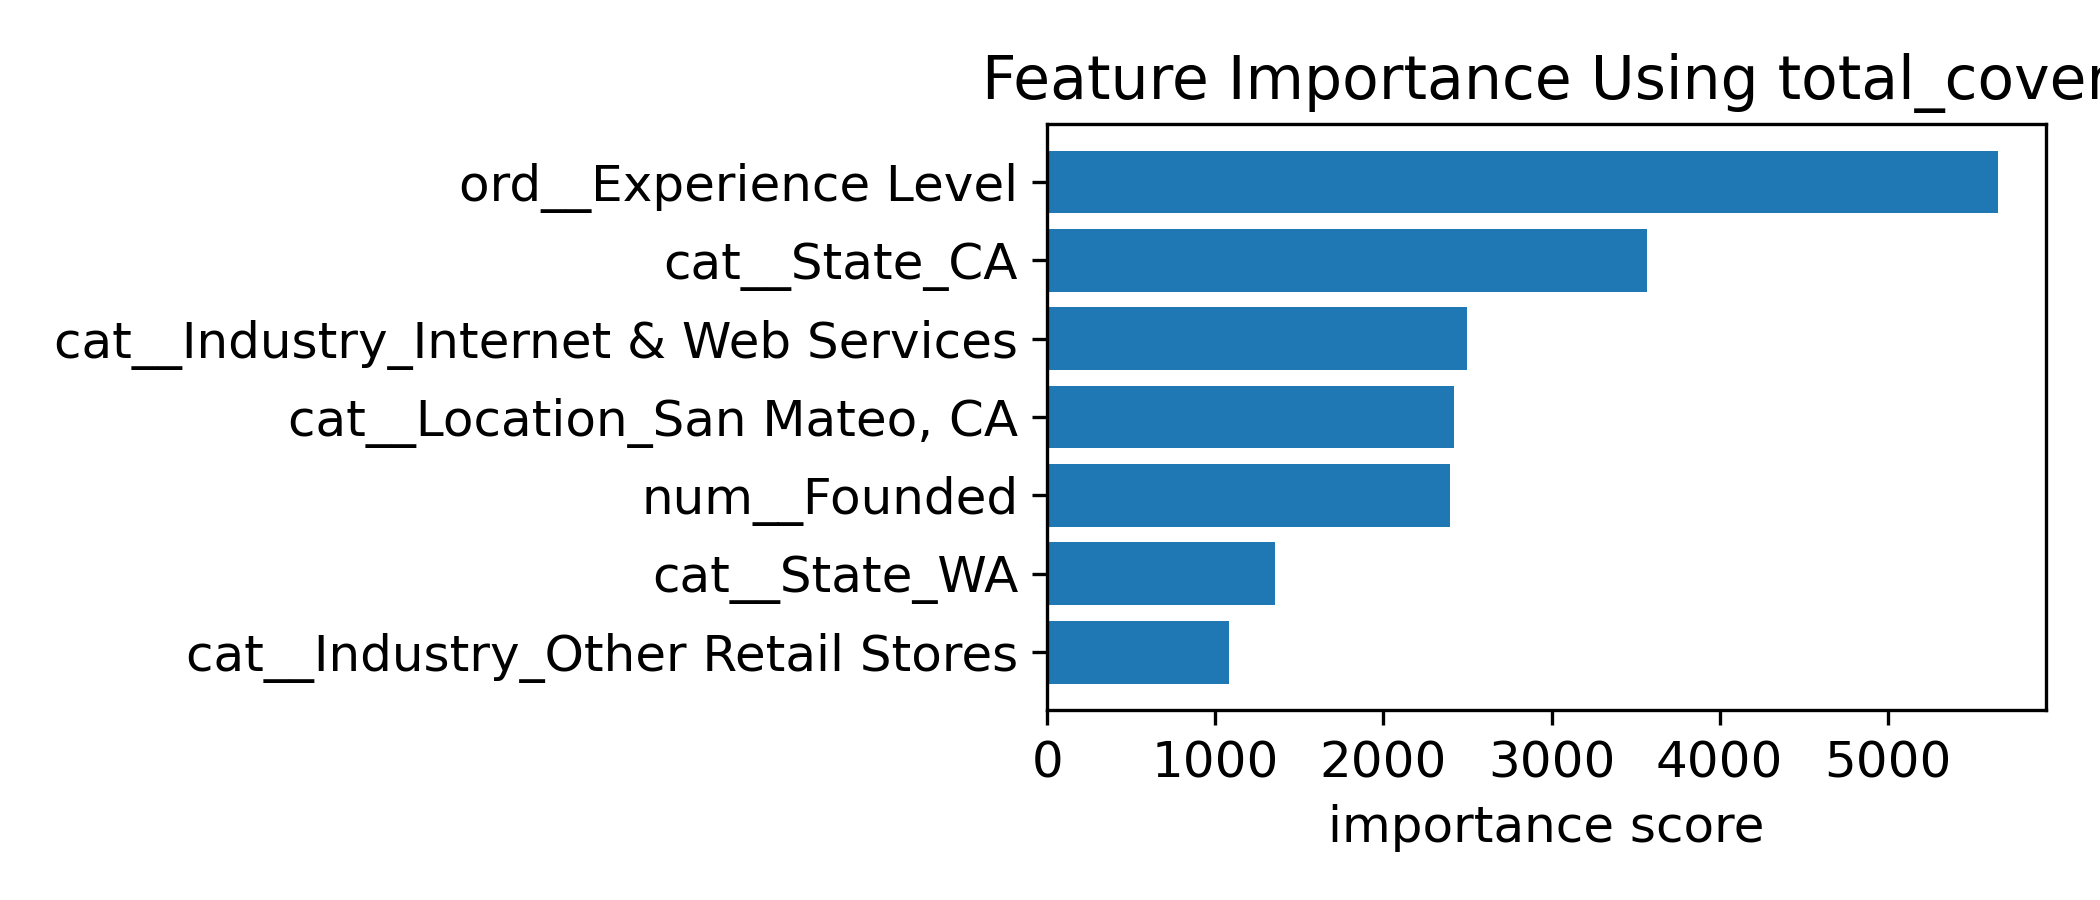 Feature Importance Using total_cover
ord__Experience Level
cat__State_CA
cat__Industry_Internet & Web Services
cat__Location_San Mateo, CA
num__Founded
cat__State_WA
cat__Industry_Other Retail Stores
0 1000 2000 3000 4000 5000
importance score